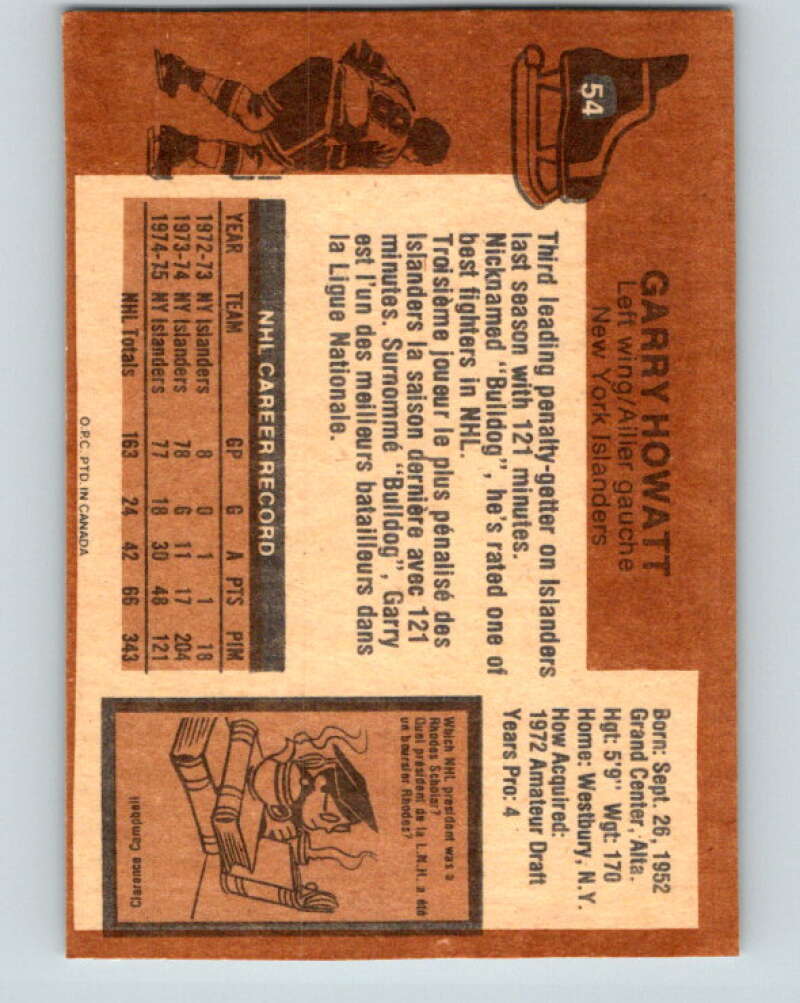 54
GARRY HOWATT
Left wing/Ailier gauche
New York Islanders
Born: Sept. 26, 1952
Grand Center, Alta.
Hgt: 5'9" Wgt: 170
Home: Westbury, N.Y.
How Acquired:
1972 Amateur Draft
Years Pro: 4
Third leading penalty-getter on Islanders
last season with 121 minutes.
Nicknamed "Bulldog", he's rated one of
best fighters in NHL.
Troisième joueur le plus pénalisé des
Islanders la saison dernière avec 121
minutes. Surnommé "Bulldog", Garry
est l'un des meilleurs batailleurs dans
la Ligue Nationale.
NHL CAREER RECORD
YEAR TEAM GP G A PTS PIM
1972-73 NY Islanders 8 0 1 1 18
1973-74 NY Islanders 78 6 11 17 204
1974-75 NY Islanders 77 18 30 48 121
NHL Totals 163 24 42 66 343
Which NHL president was a
Rhodes Scholar?
Quel président de la L.N.H. a été
un boursier Rhodes?
Clarence Campbell
O.P.C. PTD. IN CANADA